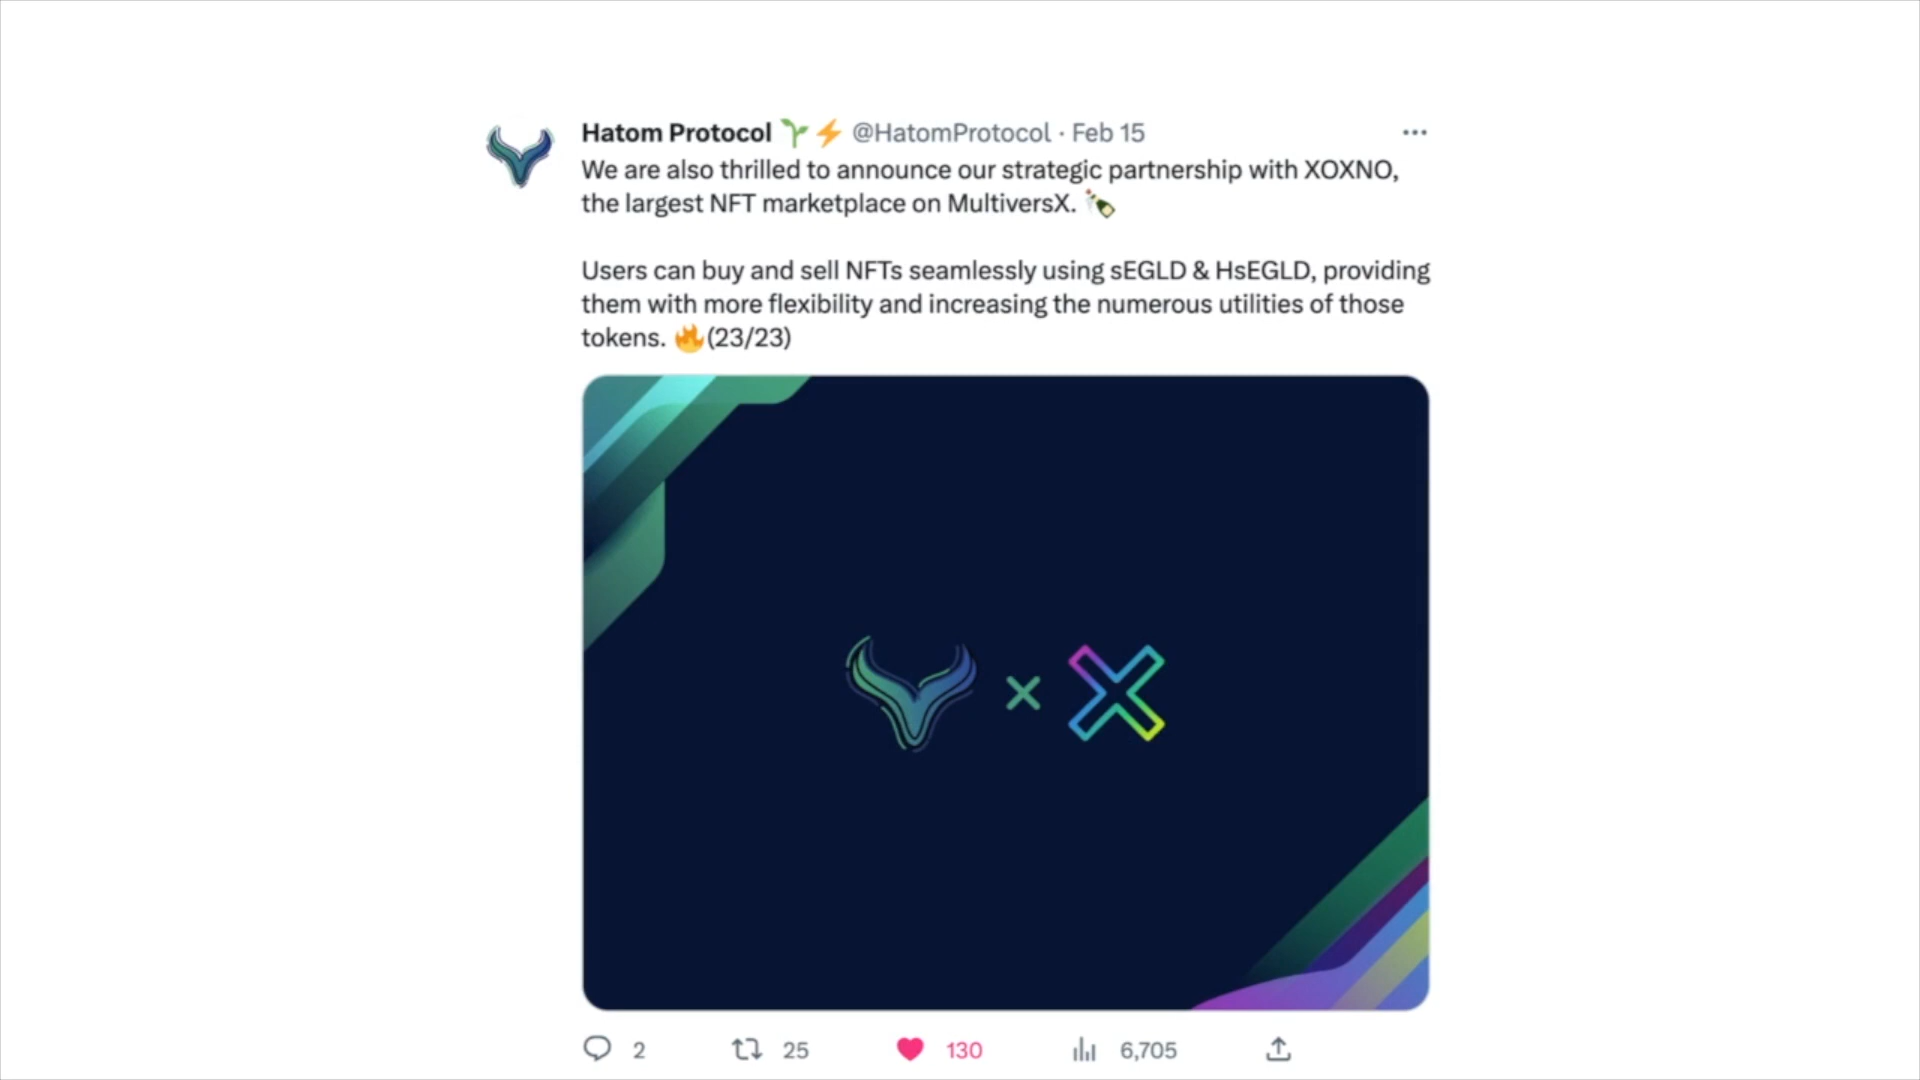 Hatom Protocol 🌱⚡ @HatomProtocol · Feb 15
We are also thrilled to announce our strategic partnership with XOXNO,
the largest NFT marketplace on MultiversX. 🍾
Users can buy and sell NFTs seamlessly using sEGLD & HsEGLD, providing
them with more flexibility and increasing the numerous utilities of those
tokens. 🔥(23/23)
2 25 130 6,705